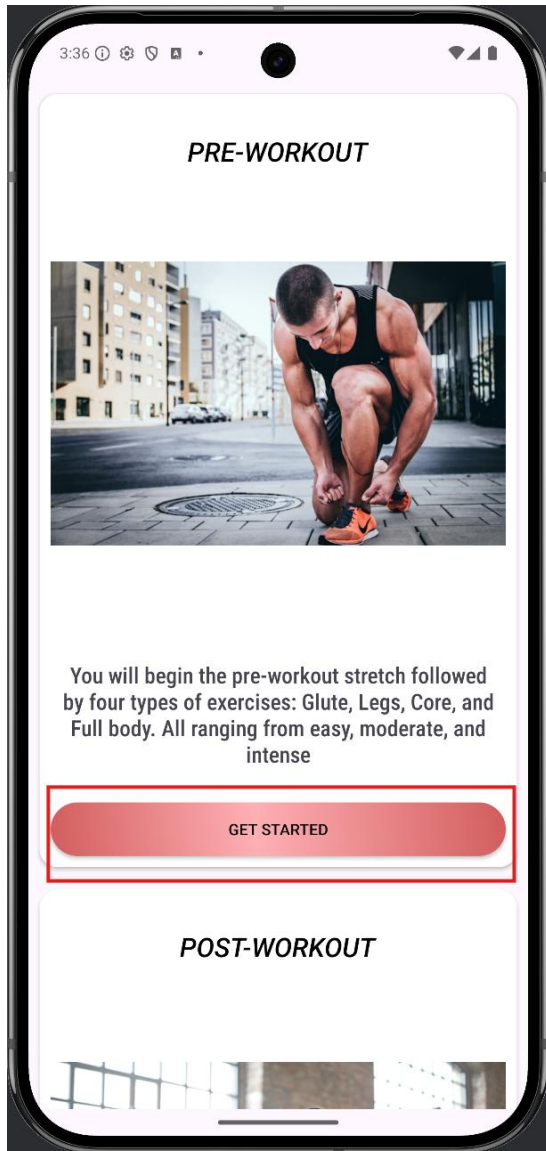 3:36
PRE-WORKOUT
You will begin the pre-workout stretch followed
by four types of exercises: Glute, Legs, Core, and
Full body. All ranging from easy, moderate, and
intense
GET STARTED
POST-WORKOUT